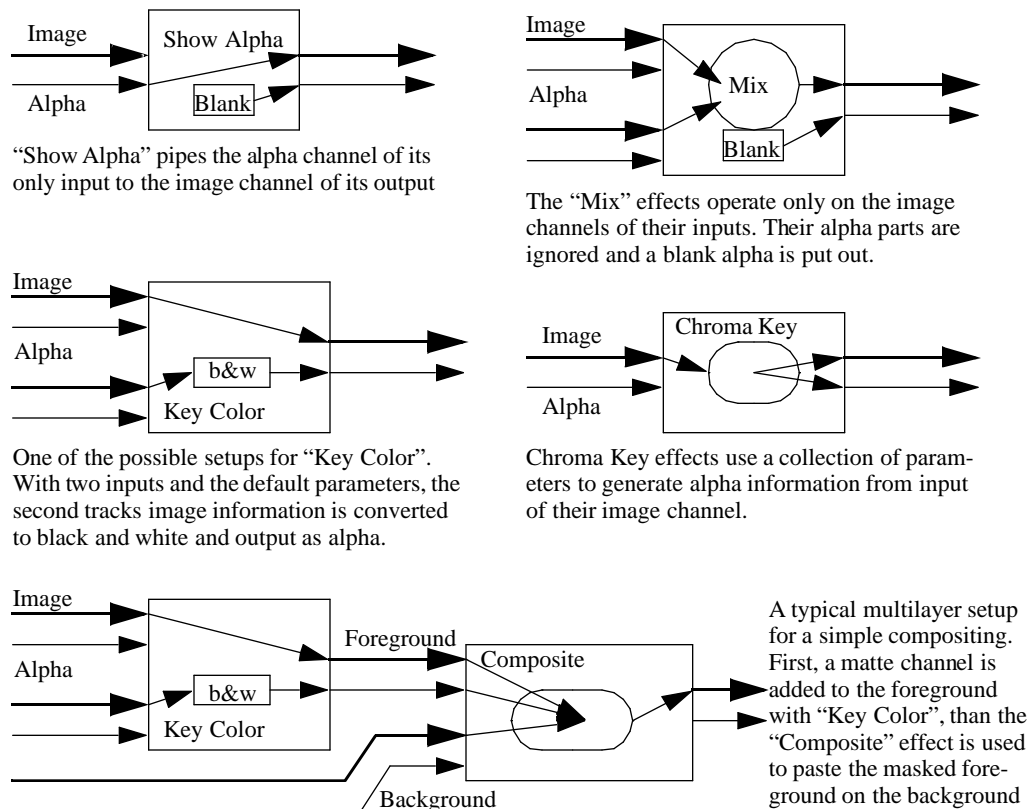 Image
Show Alpha
Alpha
Blank
“Show Alpha” pipes the alpha channel of its
only input to the image channel of its output
Image
Mix
Alpha
Blank
The “Mix” effects operate only on the image
channels of their inputs. Their alpha parts are
ignored and a blank alpha is put out.
Image
Alpha
b&w
Key Color
One of the possible setups for “Key Color”.
With two inputs and the default parameters, the
second tracks image information is converted
to black and white and output as alpha.
Chroma Key
Image
Alpha
Chroma Key effects use a collection of param-
eters to generate alpha information from input
of their image channel.
Image
Alpha
b&w
Key Color
Foreground
Composite
Background
A typical multilayer setup
for a simple compositing.
First, a matte channel is
added to the foreground
with “Key Color”, than the
“Composite” effect is used
to paste the masked fore-
ground on the background